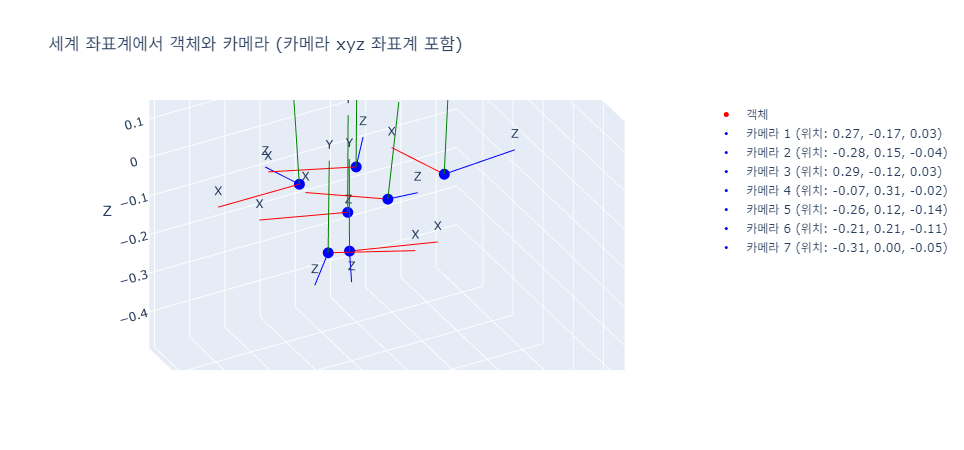 세계 좌표계에서 객체와 카메라 (카메라 xyz 좌표계 포함)
객체
카메라 1 (위치: 0.27, -0.17, 0.03)
카메라 2 (위치: -0.28, 0.15, -0.04)
카메라 3 (위치: 0.29, -0.12, 0.03)
카메라 4 (위치: -0.07, 0.31, -0.02)
카메라 5 (위치: -0.26, 0.12, -0.14)
카메라 6 (위치: -0.21, 0.21, -0.11)
카메라 7 (위치: -0.31, 0.00, -0.05)
0.1
0
−0.1
−0.2
−0.3
−0.4
Z
Z
X
Z
Z
X
Y
Y
X
Z
X
X
Z
X
X
Z
Z